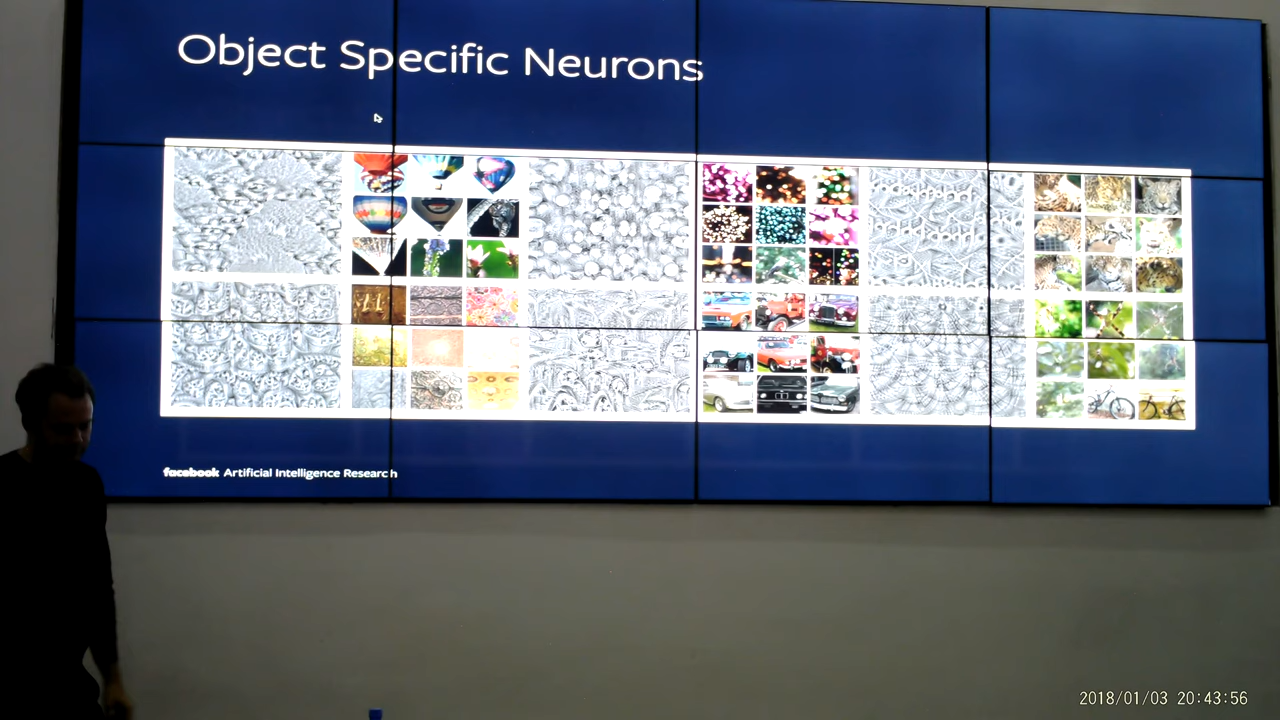 Object Specific Neurons
facebook Artificial Intelligence Research
2018/01/03 20:43:56